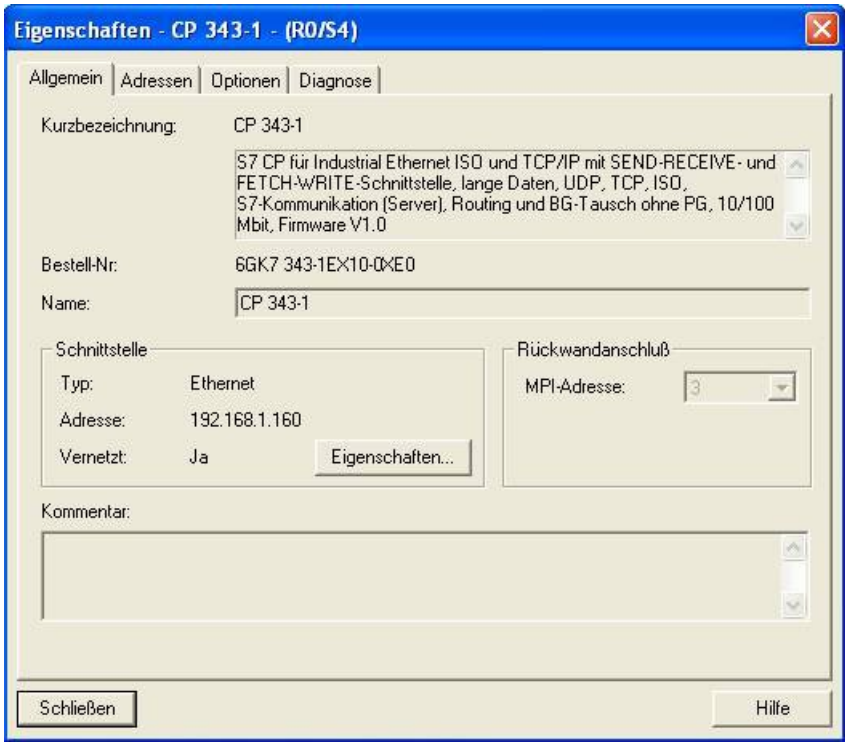 Eigenschaften - CP 343-1 - (R0/S4)
Allgemein Adressen Optionen Diagnose
Kurzbezeichnung: CP 343-1
S7 CP für Industrial Ethernet ISO und TCP/IP mit SEND-RECEIVE- und
FETCH-WRITE-Schnittstelle, lange Daten, UDP, TCP, ISO,
S7-Kommunikation (Server), Routing und BG-Tausch ohne PG, 10/100
Mbit, Firmware V1.0
Bestell-Nr: 6GK7 343-1EX10-0XE0
Name: CP 343-1
Schnittstelle
Typ: Ethernet
Adresse: 192.168.1.160
Vernetzt: Ja Eigenschaften...
Rückwandanschluß
MPI-Adresse: 3
Kommentar:
Schließen Hilfe